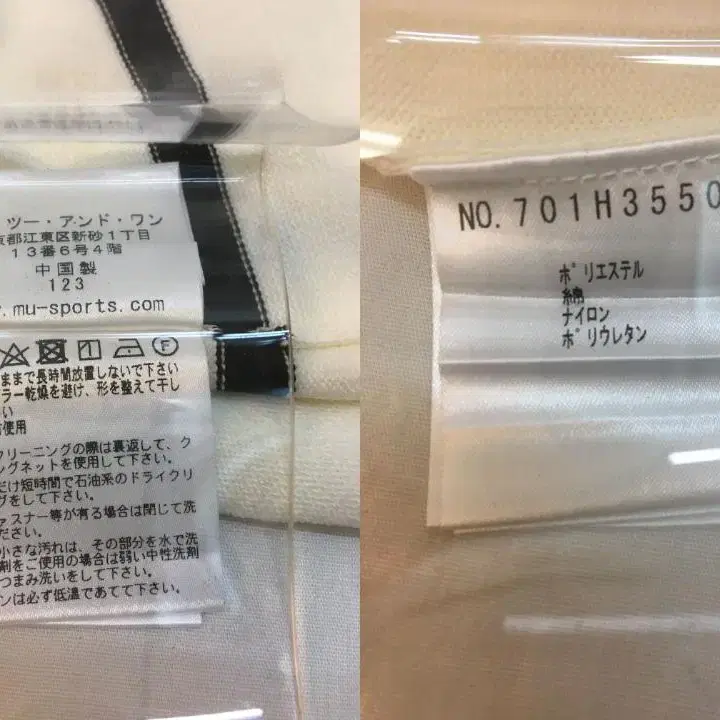 ツー・アンド・ワン
京都江東区新砂1丁目
13番6号4階
中国製
123
.mu-sports.com
F
ままで長時間放置しないで下さい
ラー乾燥を避け、形を整えて干し
い
使用
クリーニングの際は裏返して、ク
ングネットを使用して下さい。
だけ短時間で石油系のドライクリ
グをして下さい。
ァスナー等が有る場合は閉じて洗
ださい。
小さな汚れは、その部分を水で洗
剤をご使用の場合は弱い中性洗剤
つまみ洗いをして下さい。
ンは必ず低温であてて下さい。
NO.701H3550
ポリエステル
綿
ナイロン
ポリウレタン